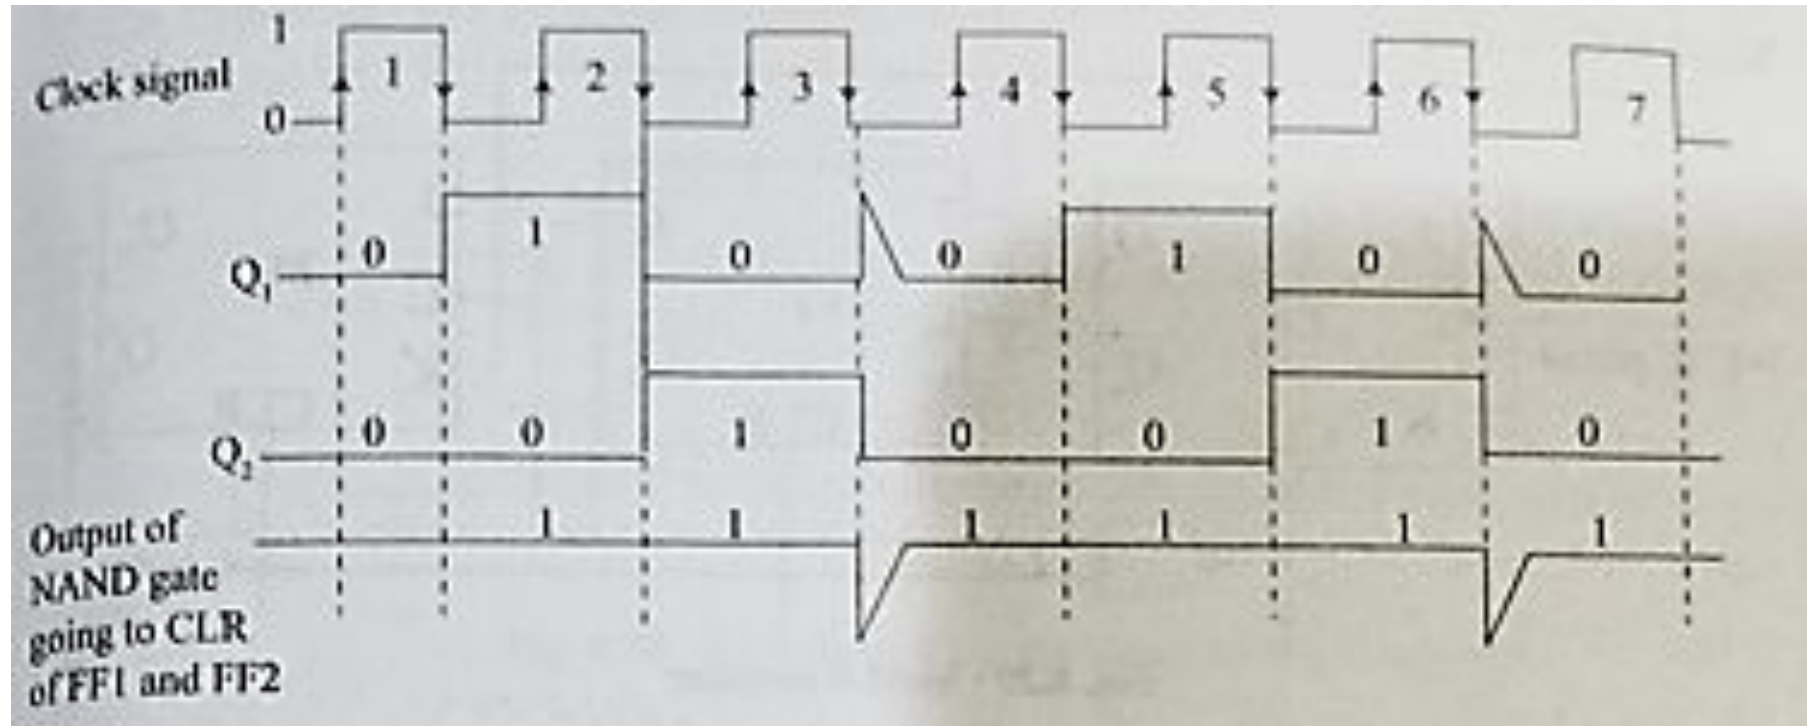 1
Clock signal 1 2 3 4 5 6 7
0
Q1 0 1 0 0 1 0 0
Q2 0 0 1 0 0 1 0
Output of 1 1 1 1 1 1
NAND gate
going to CLR
of FF1 and FF2